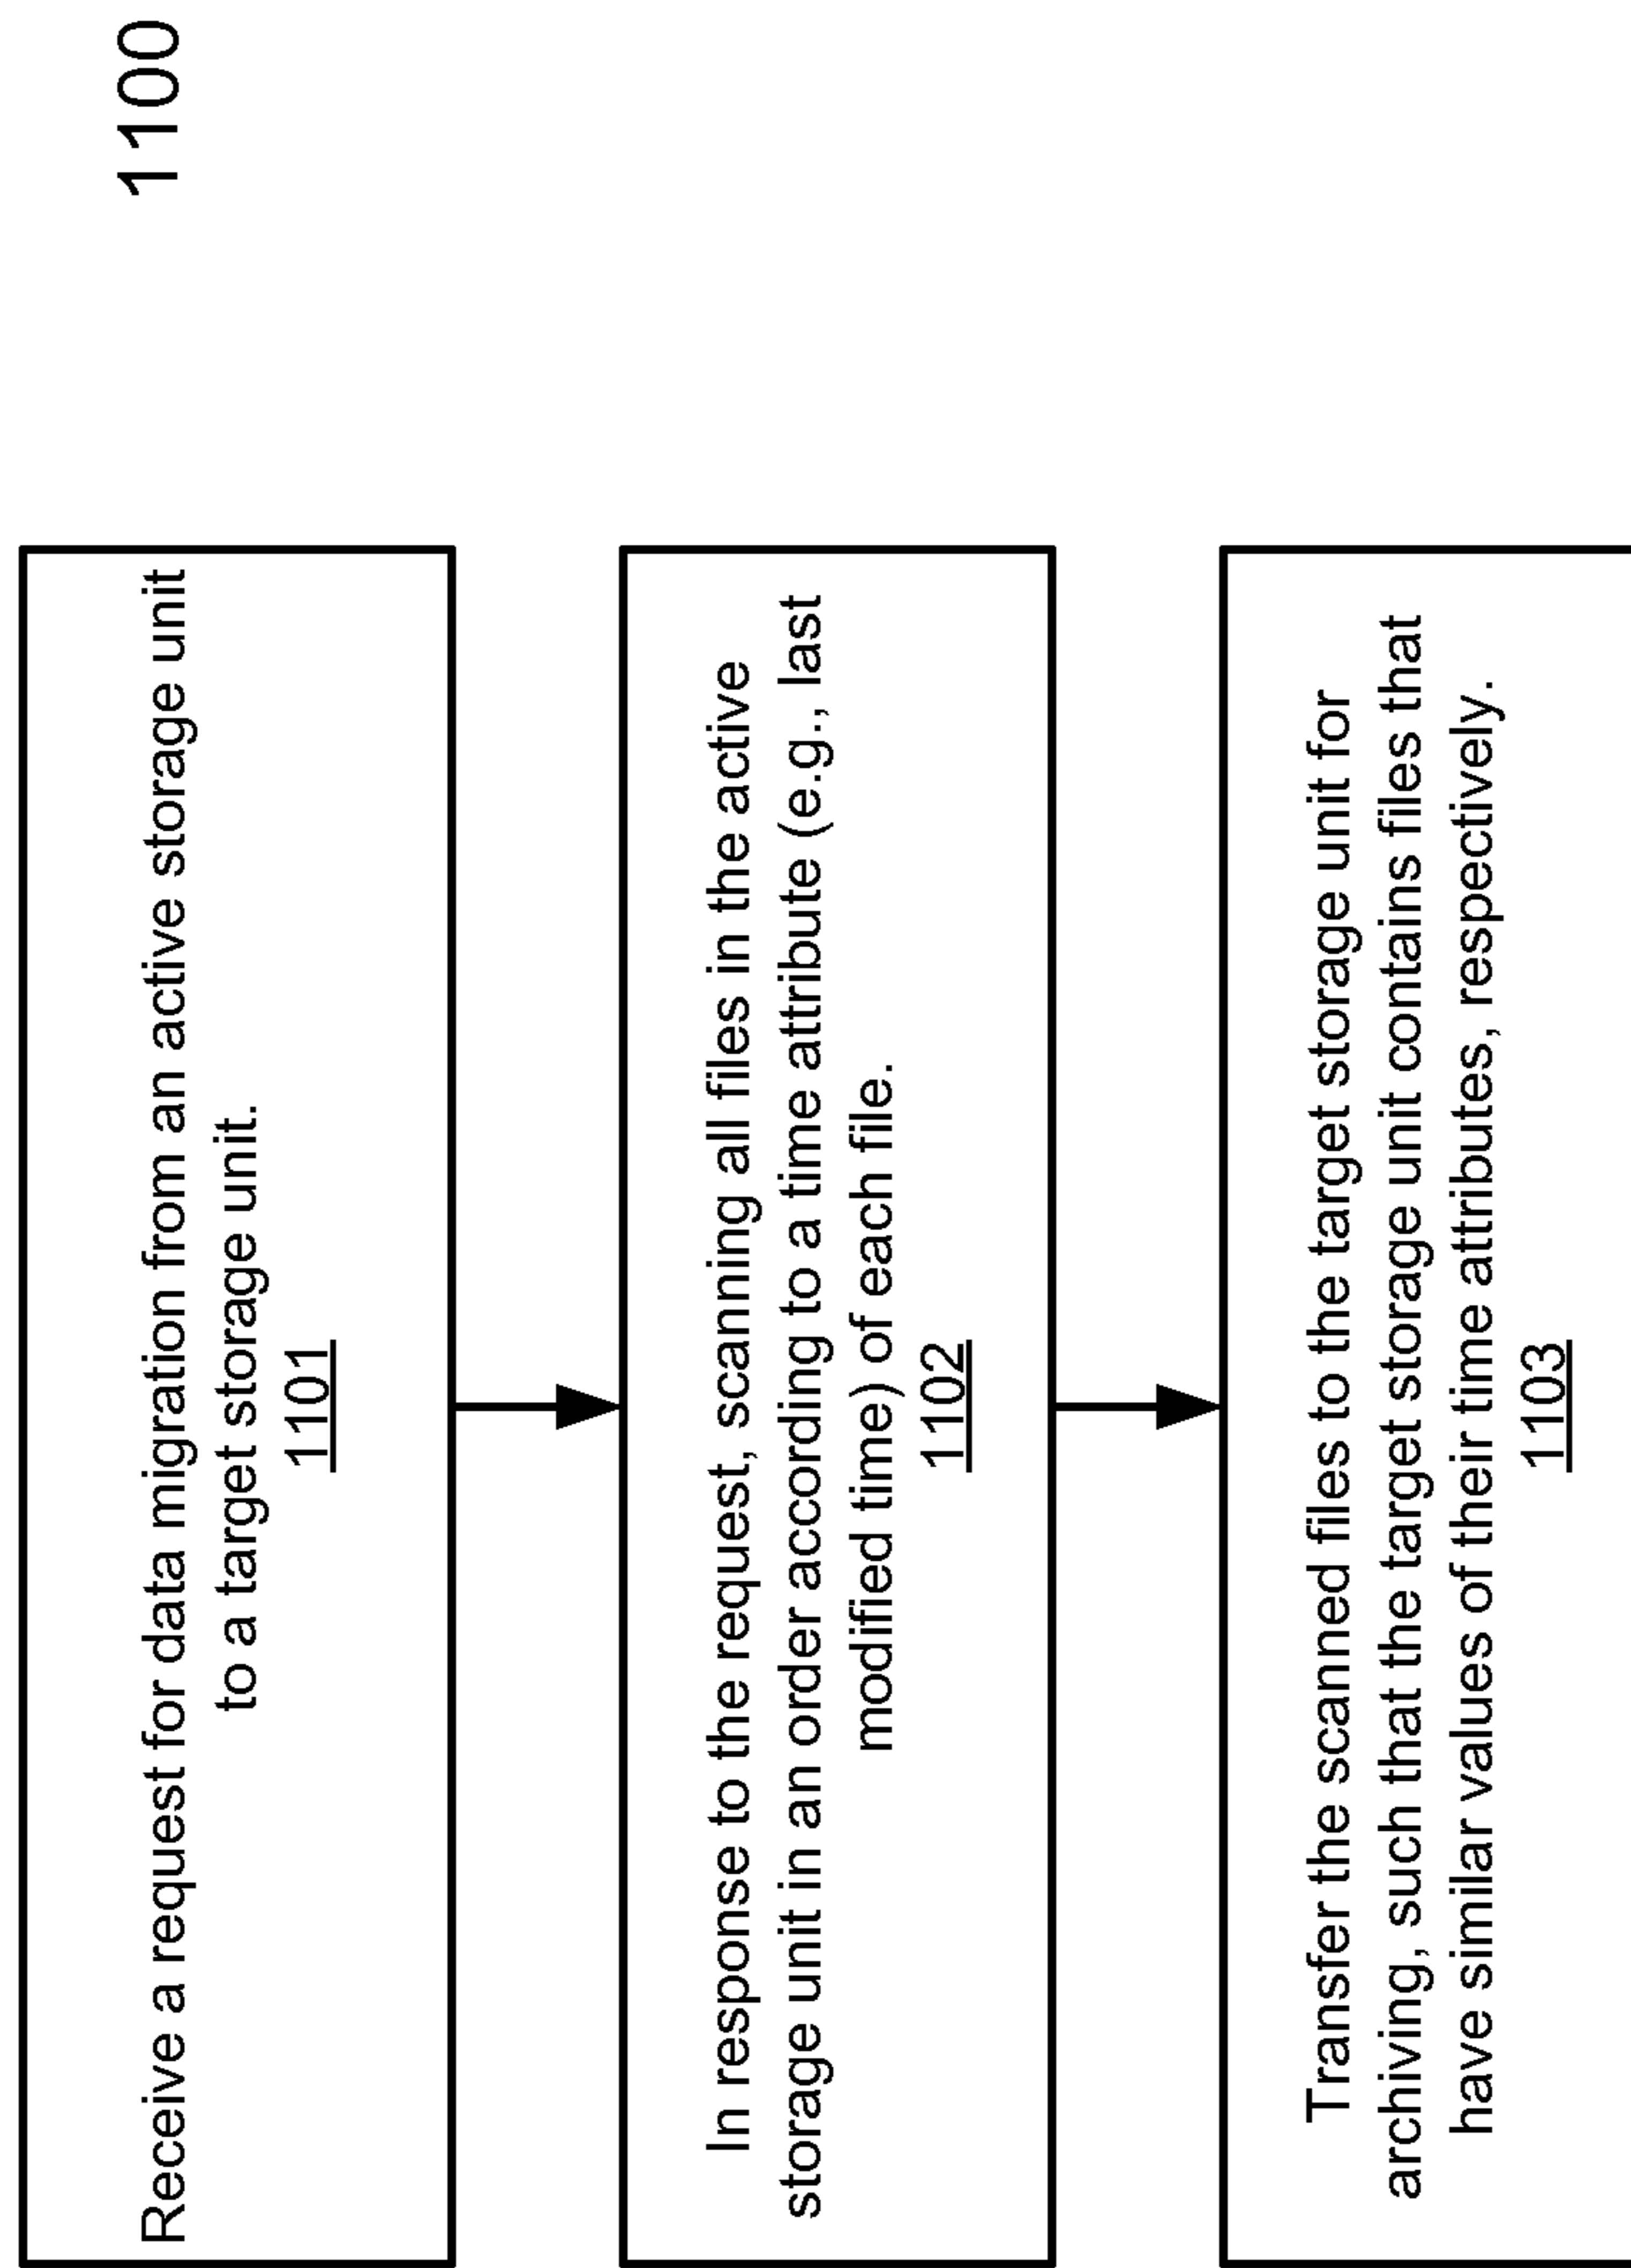 1100
Receive a request for data migration from an active storage unit
to a target storage unit.
1101
In response to the request, scanning all files in the active
storage unit in an order according to a time attribute (e.g., last
modified time) of each file.
1102
Transfer the scanned files to the target storage unit for
archiving, such that the target storage unit contains files that
have similar values of their time attributes, respectively.
1103